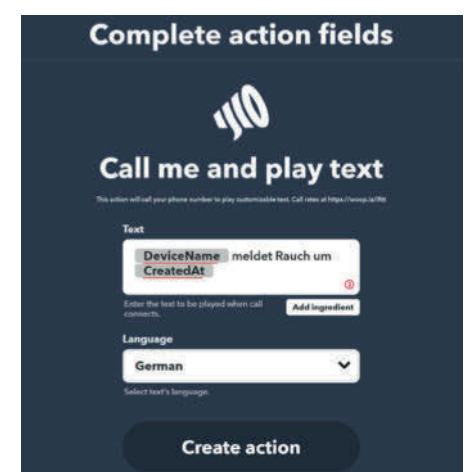 Complete action fields
Call me and play text
This action will call your phone number to play customizable text. Call rates at
Text
DeviceName meldet Rauch um
CreatedAt
Enter the text to be played when call
connects.
Add ingredient
Language
German
Select text's language.
Create action